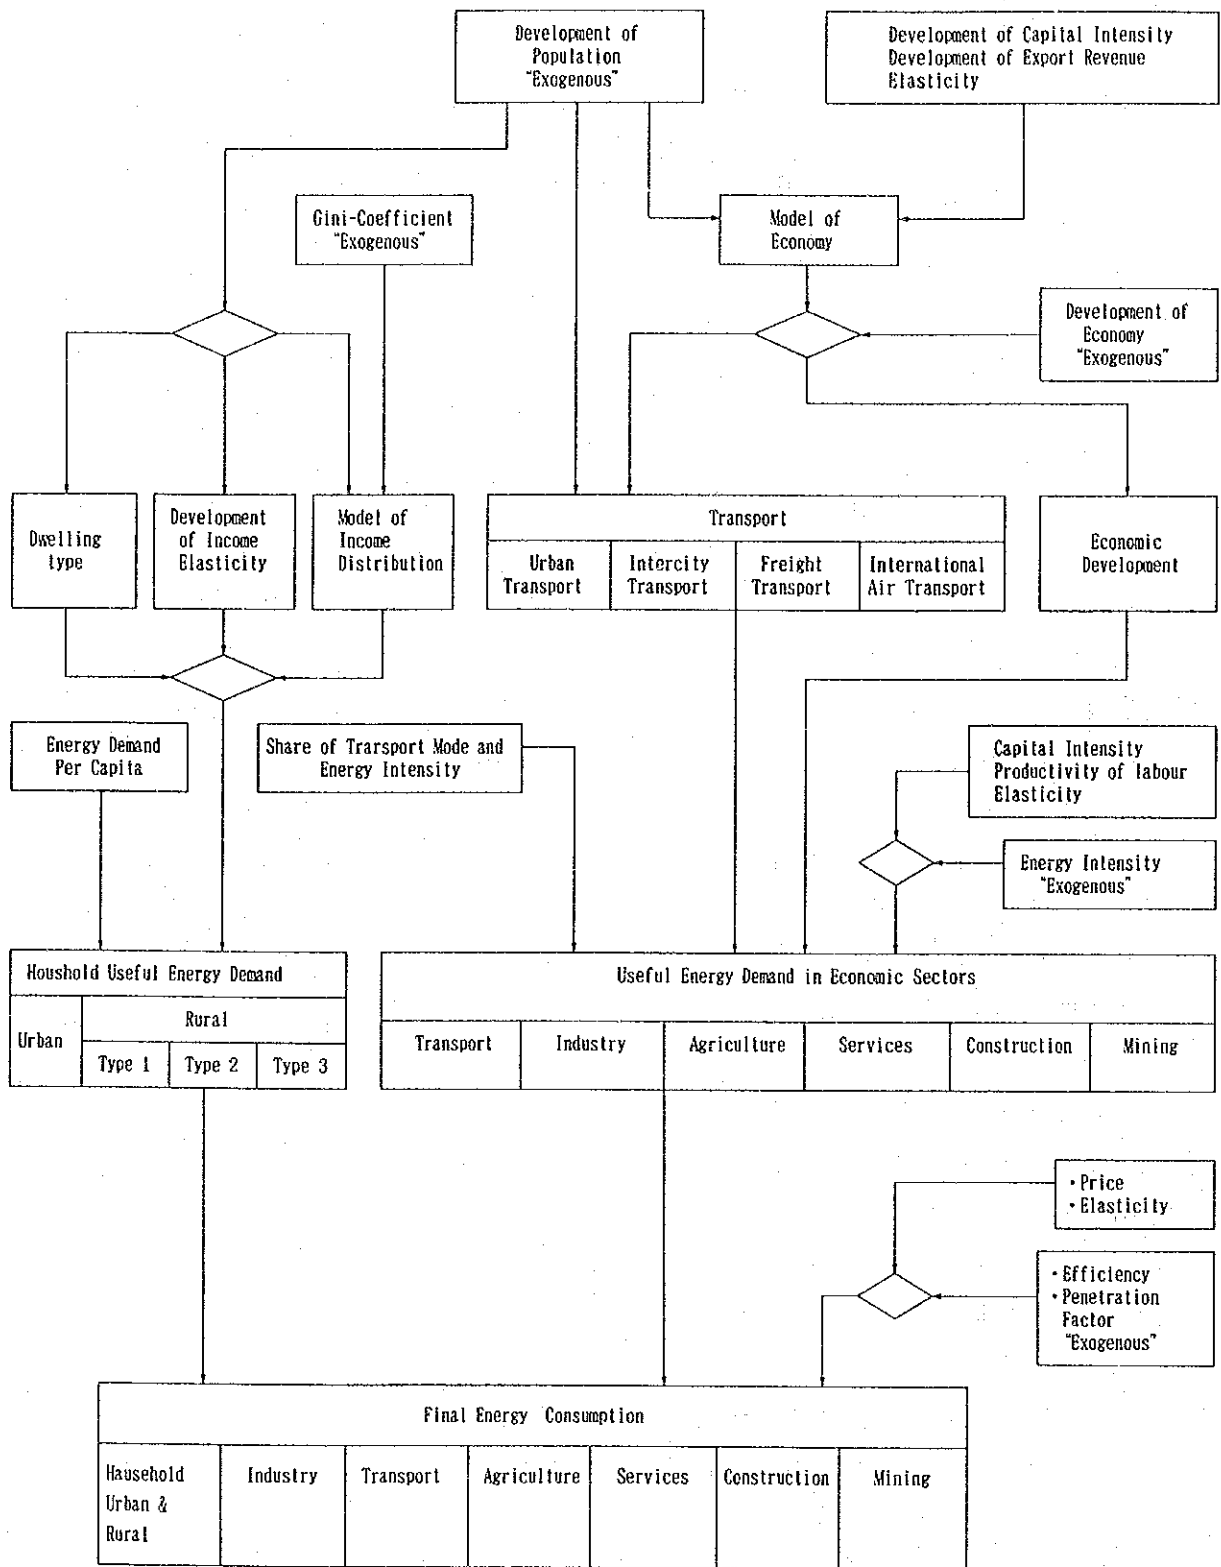 Development of
Population
"Exogenous"
Development of Capital Intensity
Development of Export Revenue
Elasticity
Gini-Coefficient
"Exogenous"
Model of
Economy
Development of
Economy
"Exogenous"
Dwelling
type
Development
of Income
Elasticity
Model of
Income
Distribution
Transport
Urban
Transport
Intercity
Transport
Freight
Transport
International
Air Transport
Economic
Development
Energy Demand
Per Capita
Share of Trarsport Mode and
Energy Intensity
Capital Intensity
Productivity of labour
Elasticity
Energy Intensity
"Exogenous"
Houshold Useful Energy Demand
Urban
Rural
Type 1
Type 2
Type 3
Useful Energy Demand in Economic Sectors
Transport
Industry
Agriculture
Services
Construction
Mining
・Price
・Elasticity
・Efficiency
・Penetration
Factor
"Exogenous"
Final Energy Consumption
Hausehold
Urban &
Rural
Industry
Transport
Agriculture
Services
Construction
Mining